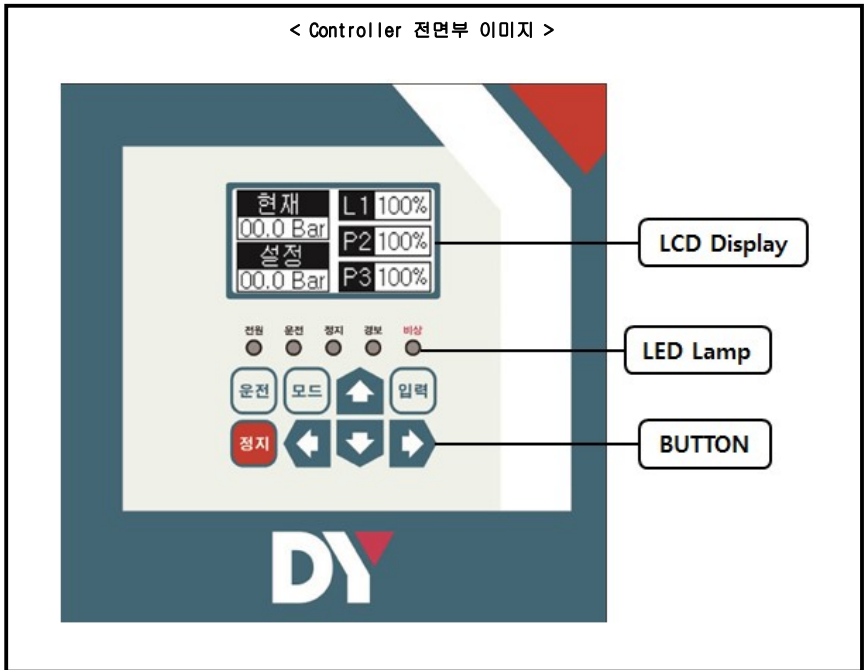 < Controller 전면부 이미지 >
현재 L1 100%
00.0 Bar
P2 100%
설정
00.0 Bar P3 100%
LCD Display
전원 운전 정지 경보 비상
LED Lamp
운전 모드 입력
정지
BUTTON
DY